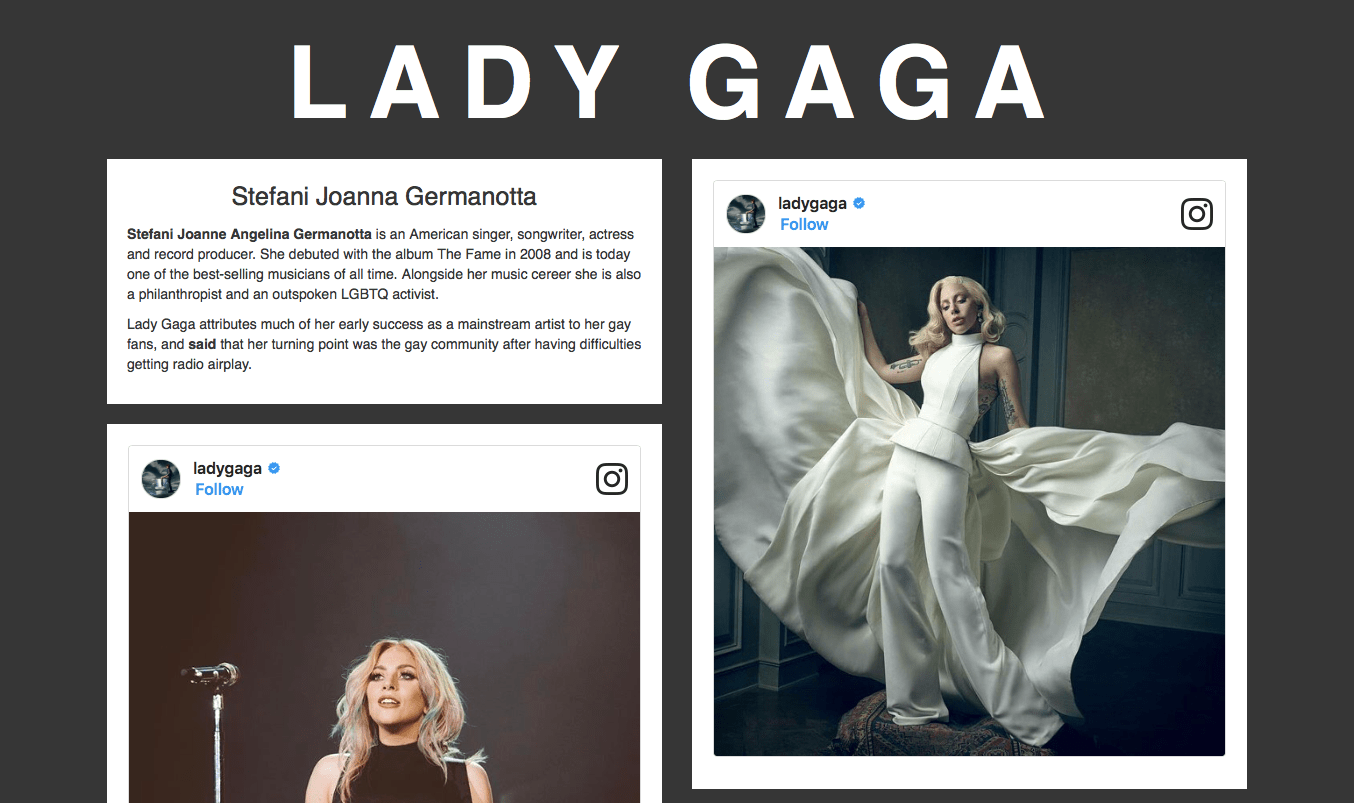 LADY GAGA
Stefani Joanna Germanotta
Stefani Joanne Angelina Germanotta is an American singer, songwriter, actress
and record producer. She debuted with the album The Fame in 2008 and is today
one of the best-selling musicians of all time. Alongside her music cereer she is also
a philanthropist and an outspoken LGBTQ activist.
Lady Gaga attributes much of her early success as a mainstream artist to her gay
fans, and said that her turning point was the gay community after having difficulties
getting radio airplay.
ladygaga
Follow
ladygaga
Follow